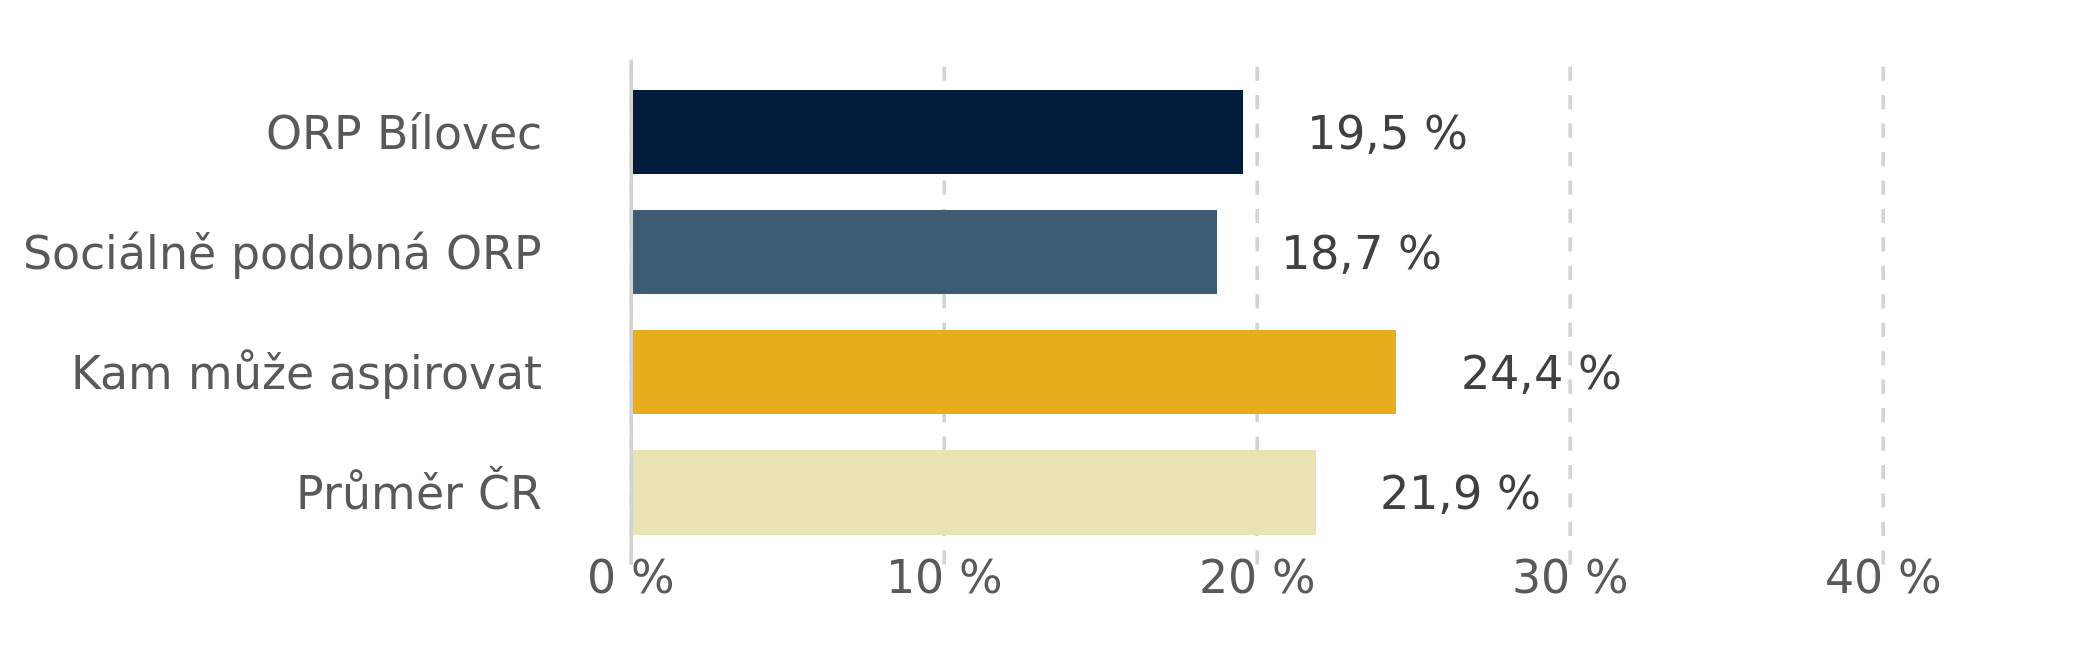 ORP Bílovec 19,5 %
Sociálně podobná ORP 18,7 %
Kam může aspirovat 24,4 %
Průměr ČR 21,9 %
0 % 10 % 20 % 30 % 40 %